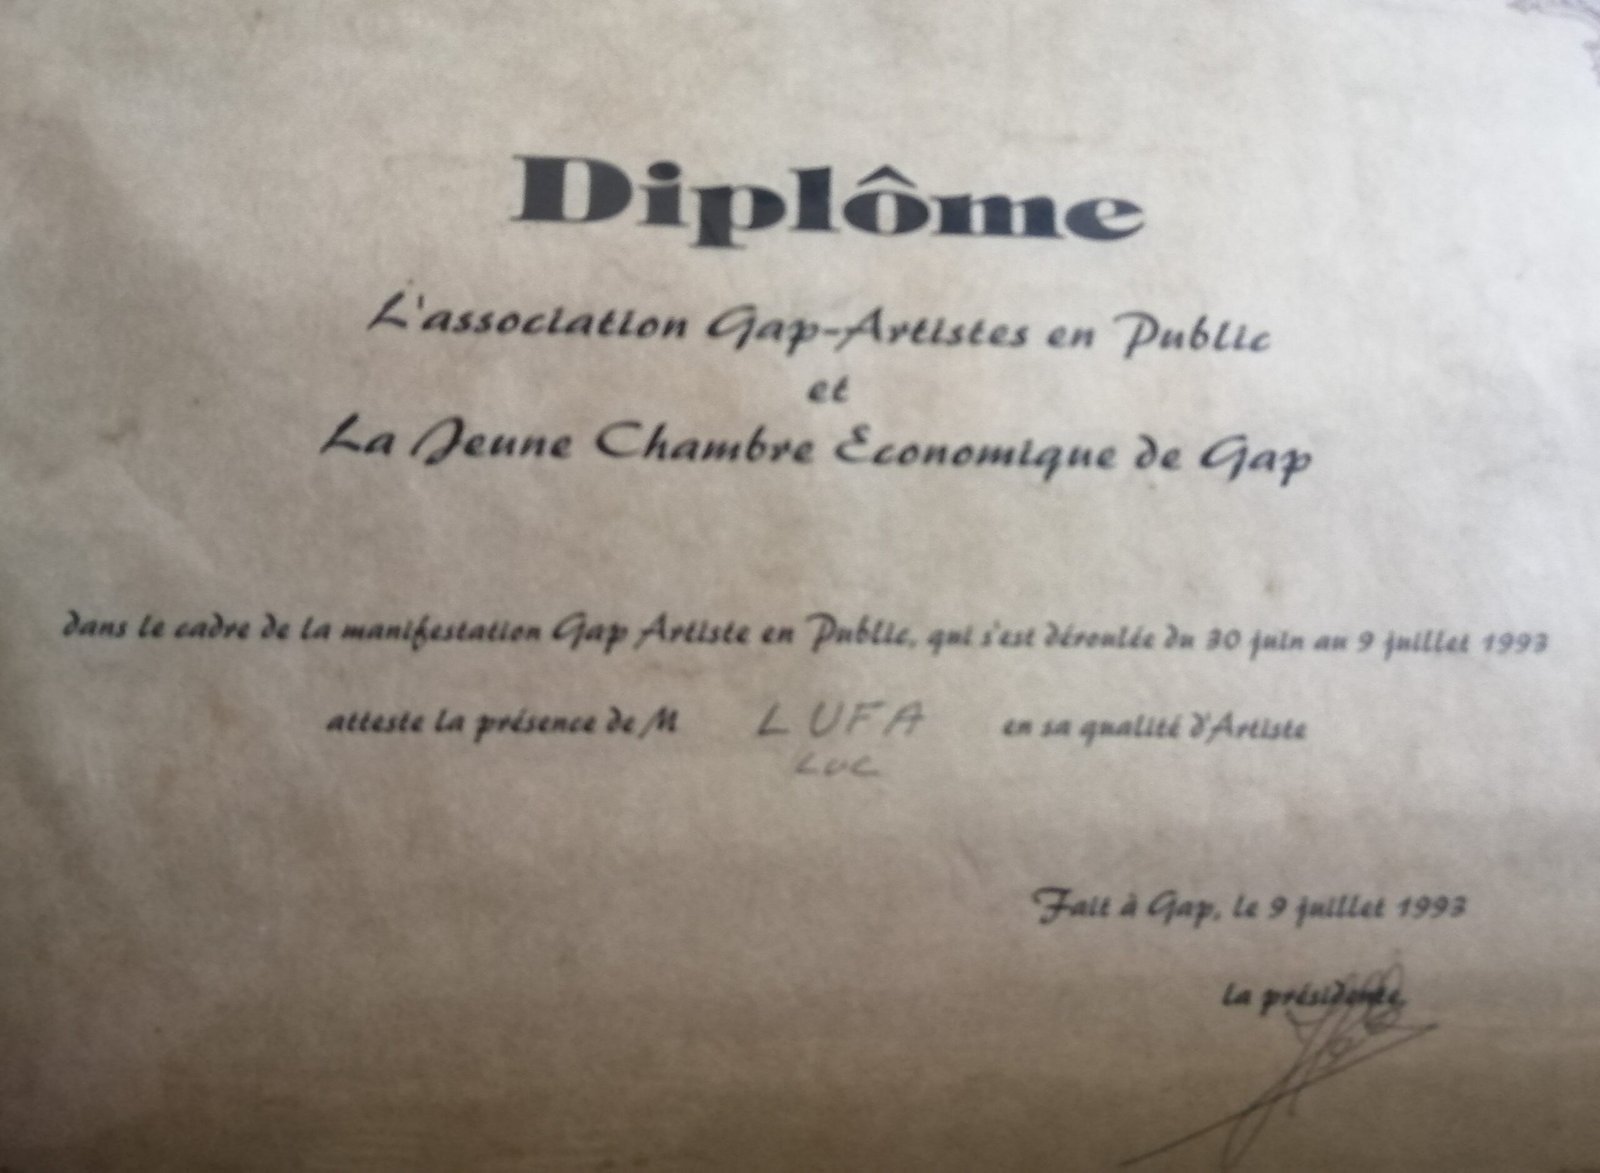 Diplôme
L'association Gap-Artistes en Public
et
La Jeune Chambre Economique de Gap
dans le cadre de la manifestation Gap Artiste en Public, qui s'est déroulée du 30 juin au 9 juillet 1993
atteste la présence de M LUFA en sa qualité d'Artiste
Luc
Fait à Gap, le 9 juillet 1993
la présidente,